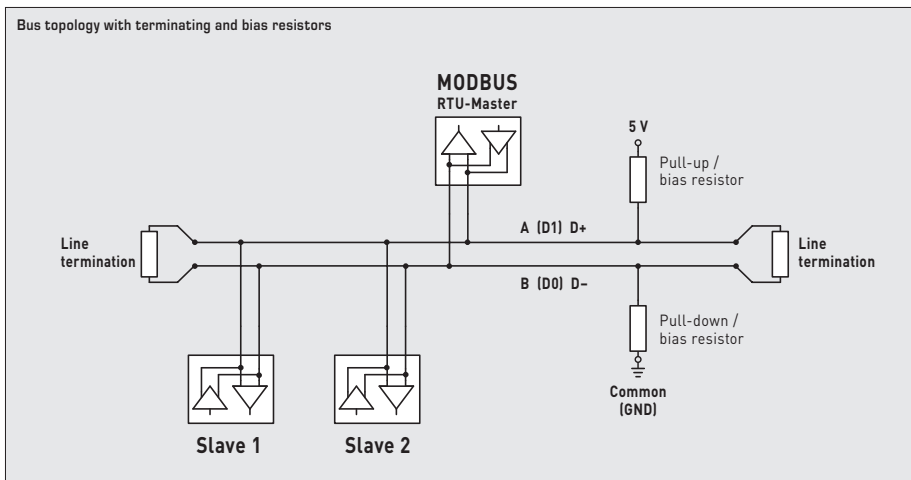 Bus topology with terminating and bias resistors
MODBUS
RTU-Master
5 V
Pull-up /
bias resistor
A (D1) D+
Line
termination
Line
termination
B (D0) D–
Pull-down /
bias resistor
Common
(GND)
Slave 1
Slave 2